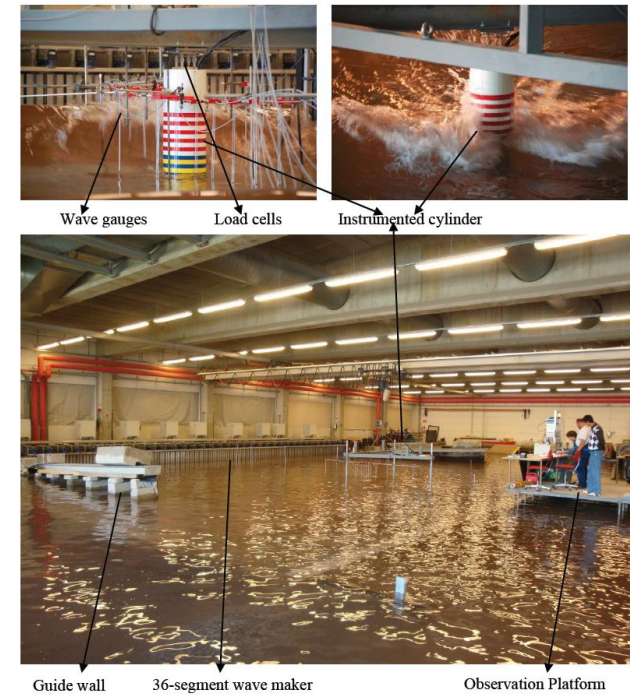 Wave gauges
Load cells
Instrumented cylinder
Guide wall
36-segment wave maker
Observation Platform